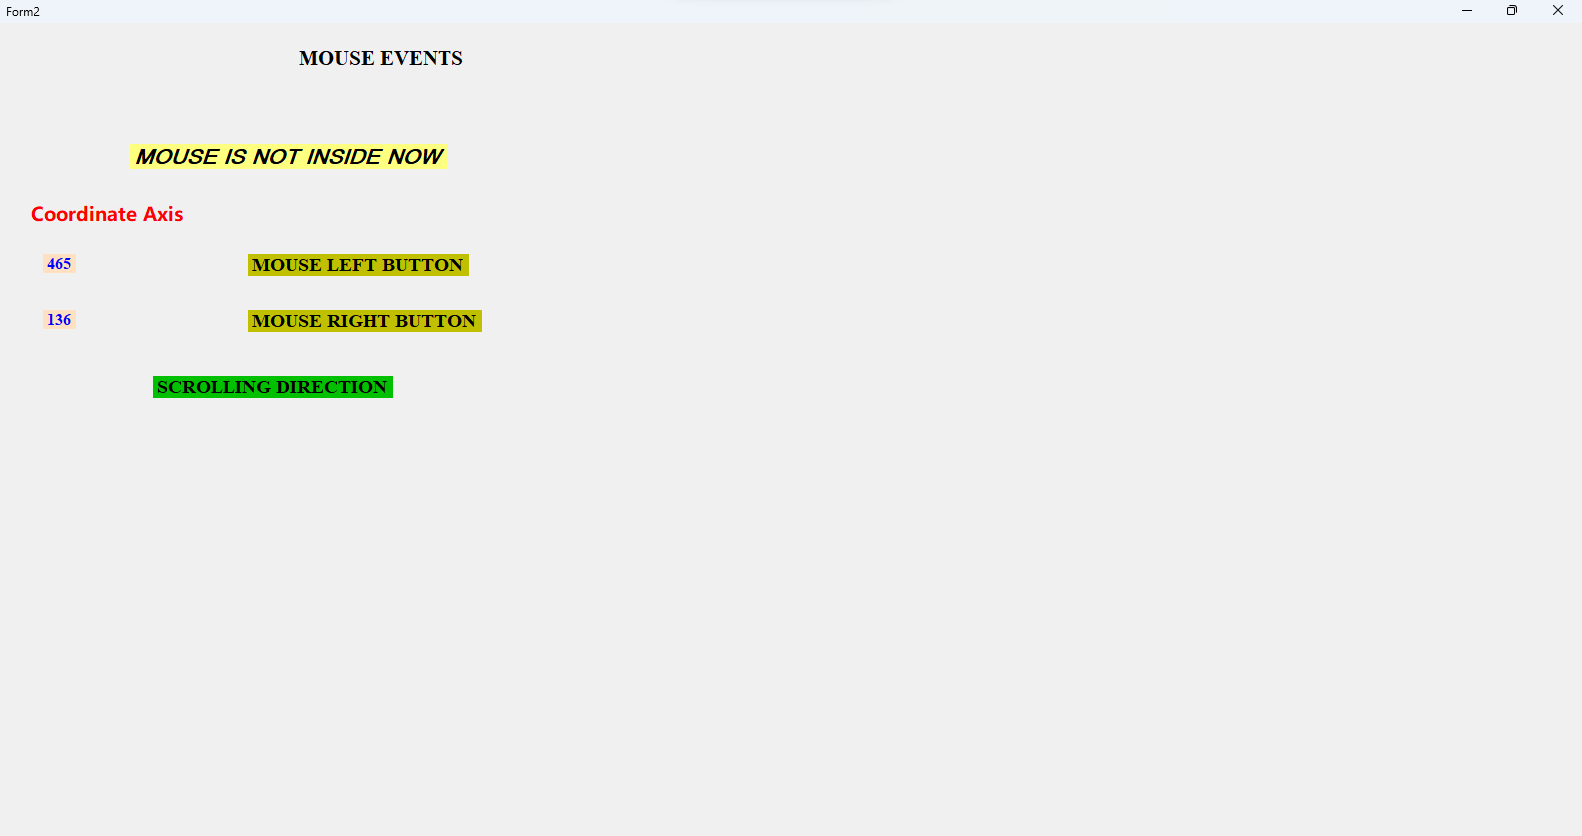 Form2
MOUSE EVENTS
MOUSE IS NOT INSIDE NOW
Coordinate Axis
465
MOUSE LEFT BUTTON
136
MOUSE RIGHT BUTTON
SCROLLING DIRECTION